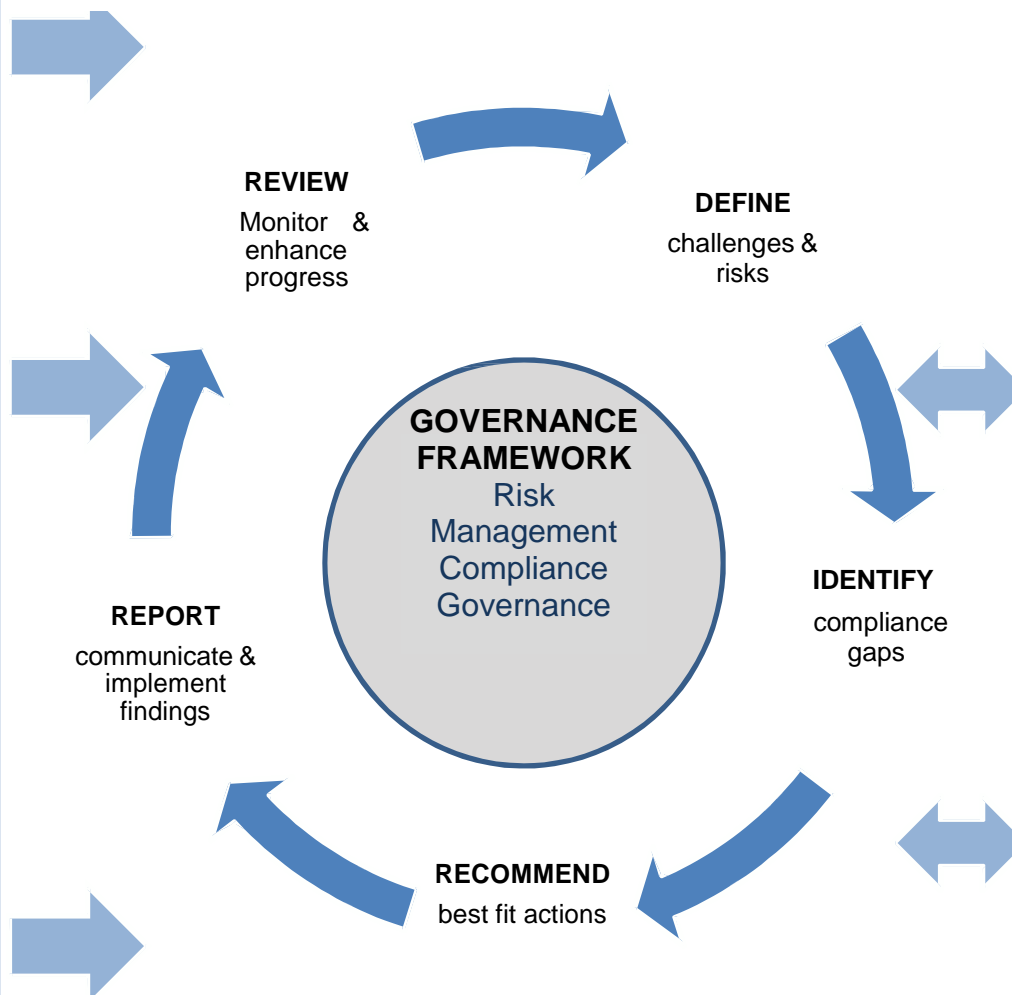 REVIEW
Monitor & 
enhance
progress
DEFINE
challenges &
risks
GOVERNANCE
FRAMEWORK
Risk
Management
Compliance
Governance
IDENTIFY
compliance
gaps
REPORT
communicate &
implement
findings
RECOMMEND
best fit actions